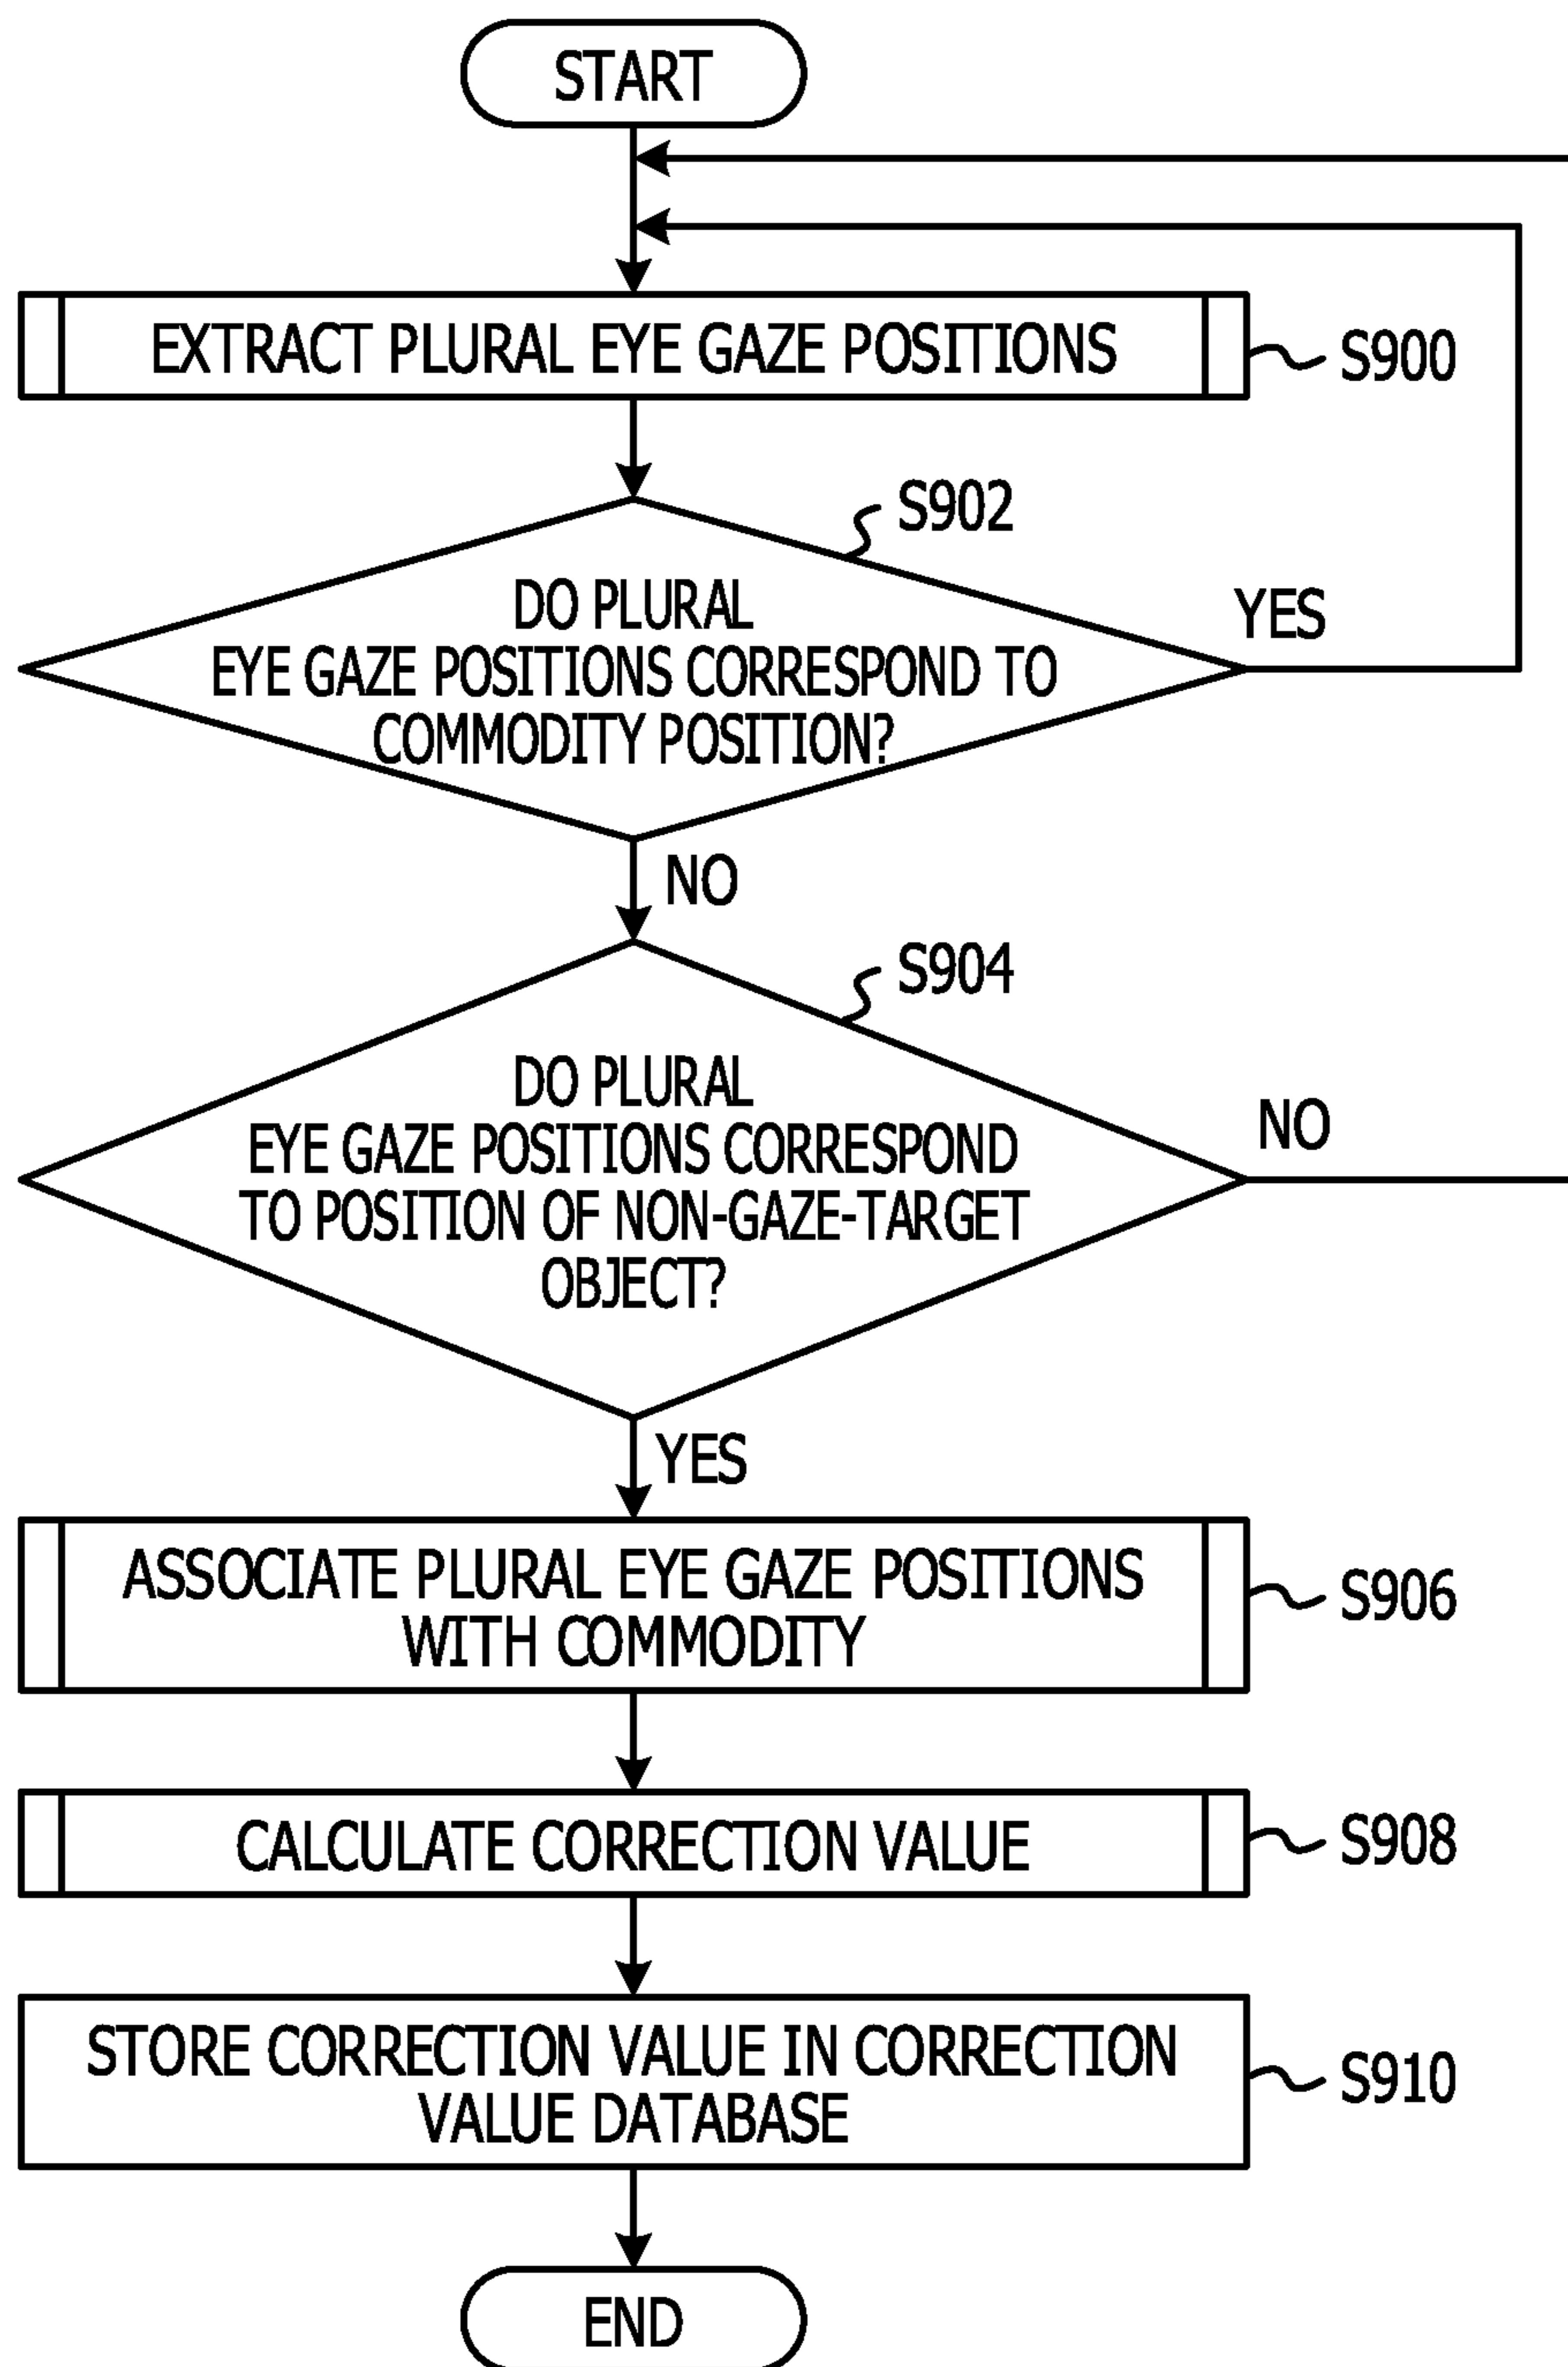 START
EXTRACT PLURAL EYE GAZE POSITIONS
S900
S902
DO PLURAL
EYE GAZE POSITIONS CORRESPOND TO
COMMODITY POSITION?
YES
NO
S904
DO PLURAL
EYE GAZE POSITIONS CORRESPOND
TO POSITION OF NON-GAZE-TARGET
OBJECT?
NO
YES
ASSOCIATE PLURAL EYE GAZE POSITIONS
WITH COMMODITY
S906
CALCULATE CORRECTION VALUE
S908
STORE CORRECTION VALUE IN CORRECTION
VALUE DATABASE
S910
END